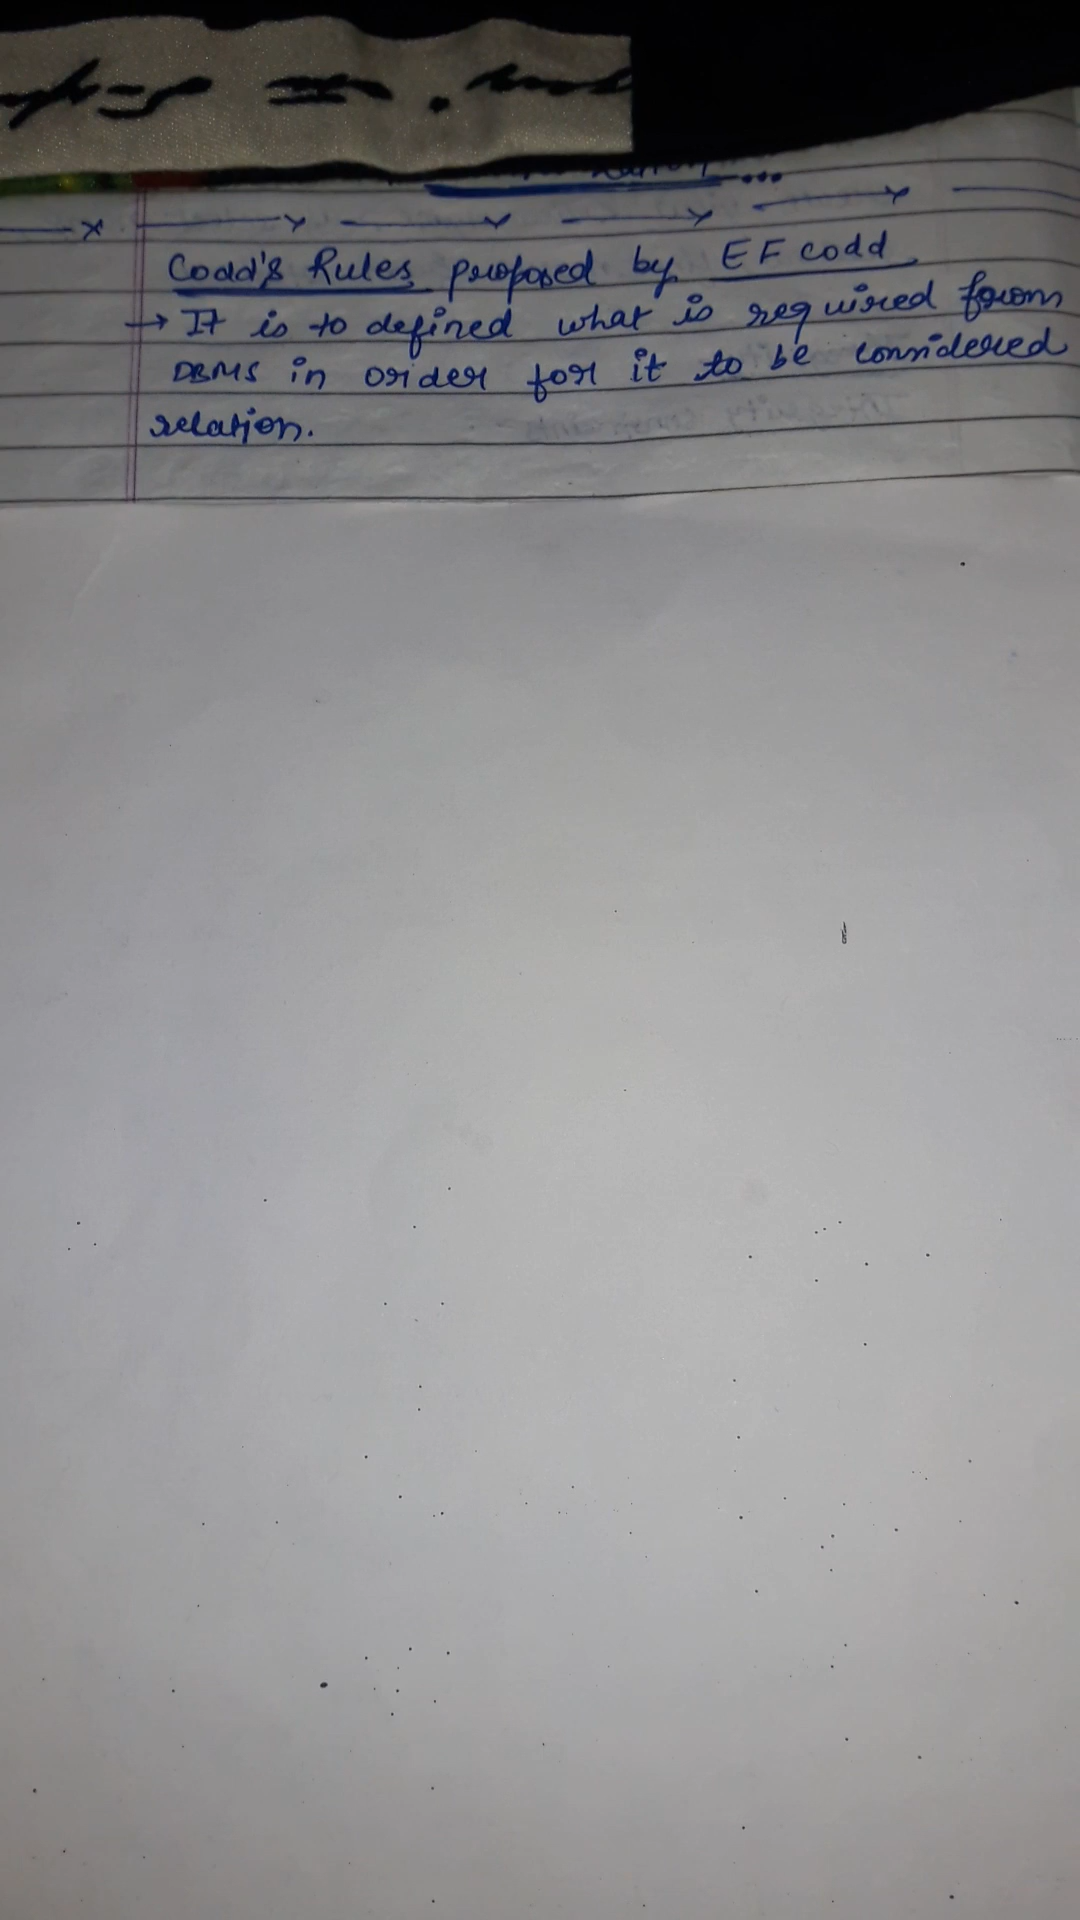 Codd's Rules proposed by EF codd
→ It is to defined what is required from
DBMS in order for it to be considered
relation.